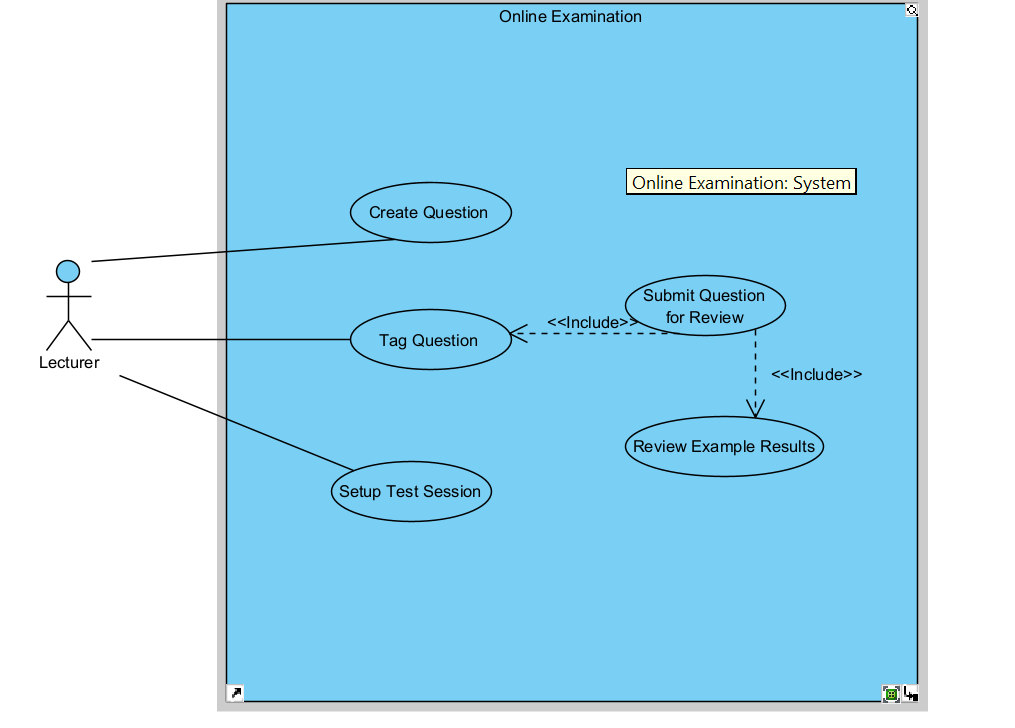 Online Examination
Online Examination: System
Create Question
Submit Question
for Review
<<Include>>
Tag Question
Lecturer
<<Include>>
Review Example Results
Setup Test Session